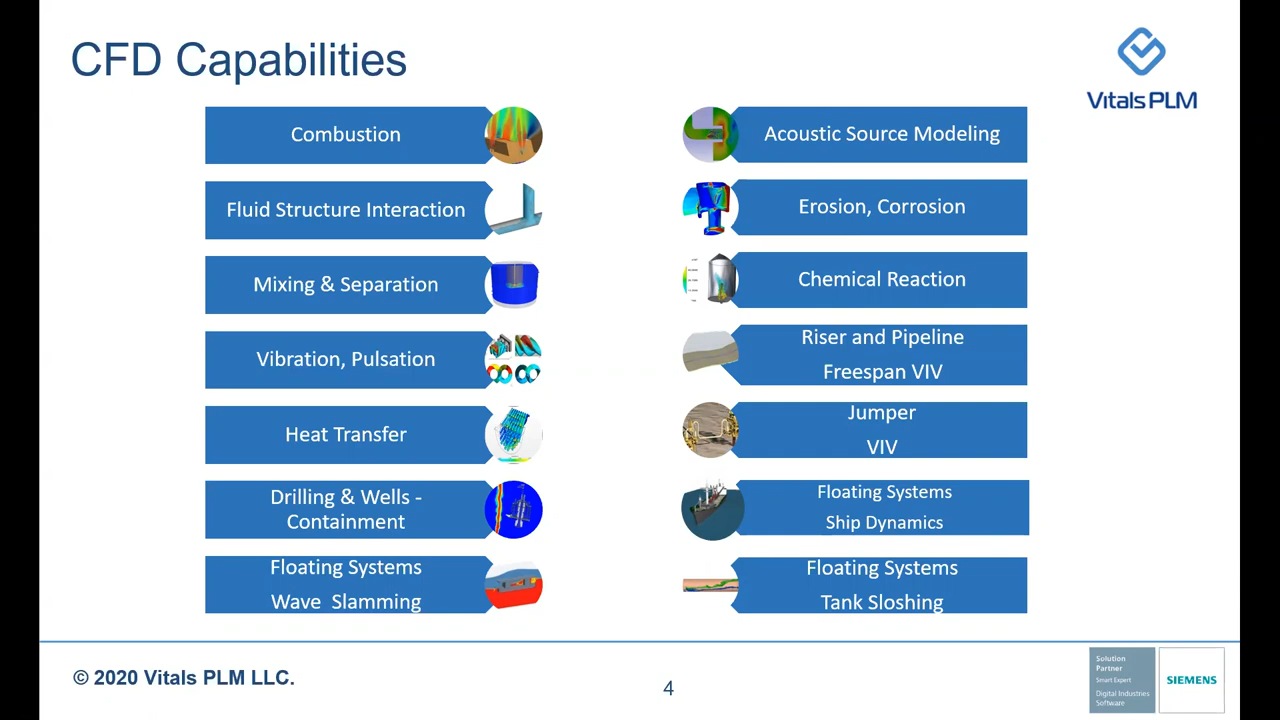 CFD Capabilities
Vitals PLM
Combustion
Fluid Structure Interaction
Mixing & Separation
Vibration, Pulsation
Heat Transfer
Drilling & Wells -
Containment
Floating Systems
Wave Slamming
Acoustic Source Modeling
Erosion, Corrosion
Chemical Reaction
Riser and Pipeline
Freespan VIV
Jumper
VIV
Floating Systems
Ship Dynamics
Floating Systems
Tank Sloshing
© 2020 Vitals PLM LLC.
4
Solution
Partner
Smart Expert
Digital Industries
Software
SIEMENS